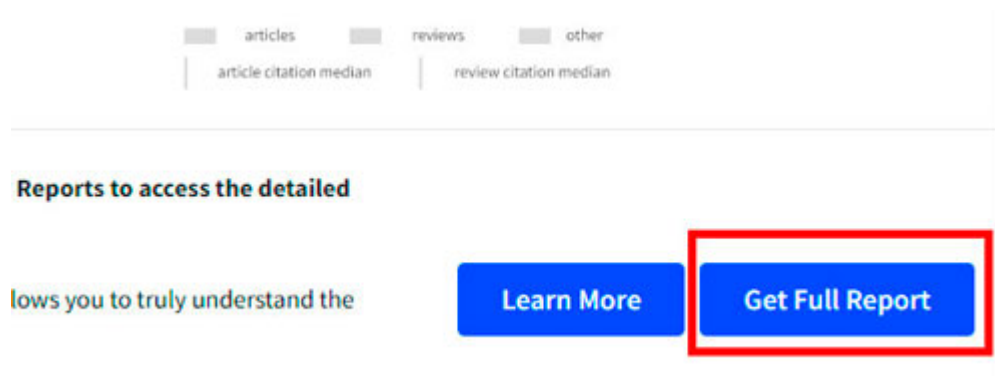 articles reviews other
article citation median review citation median
Reports to access the detailed
lows you to truly understand the
Learn More Get Full Report